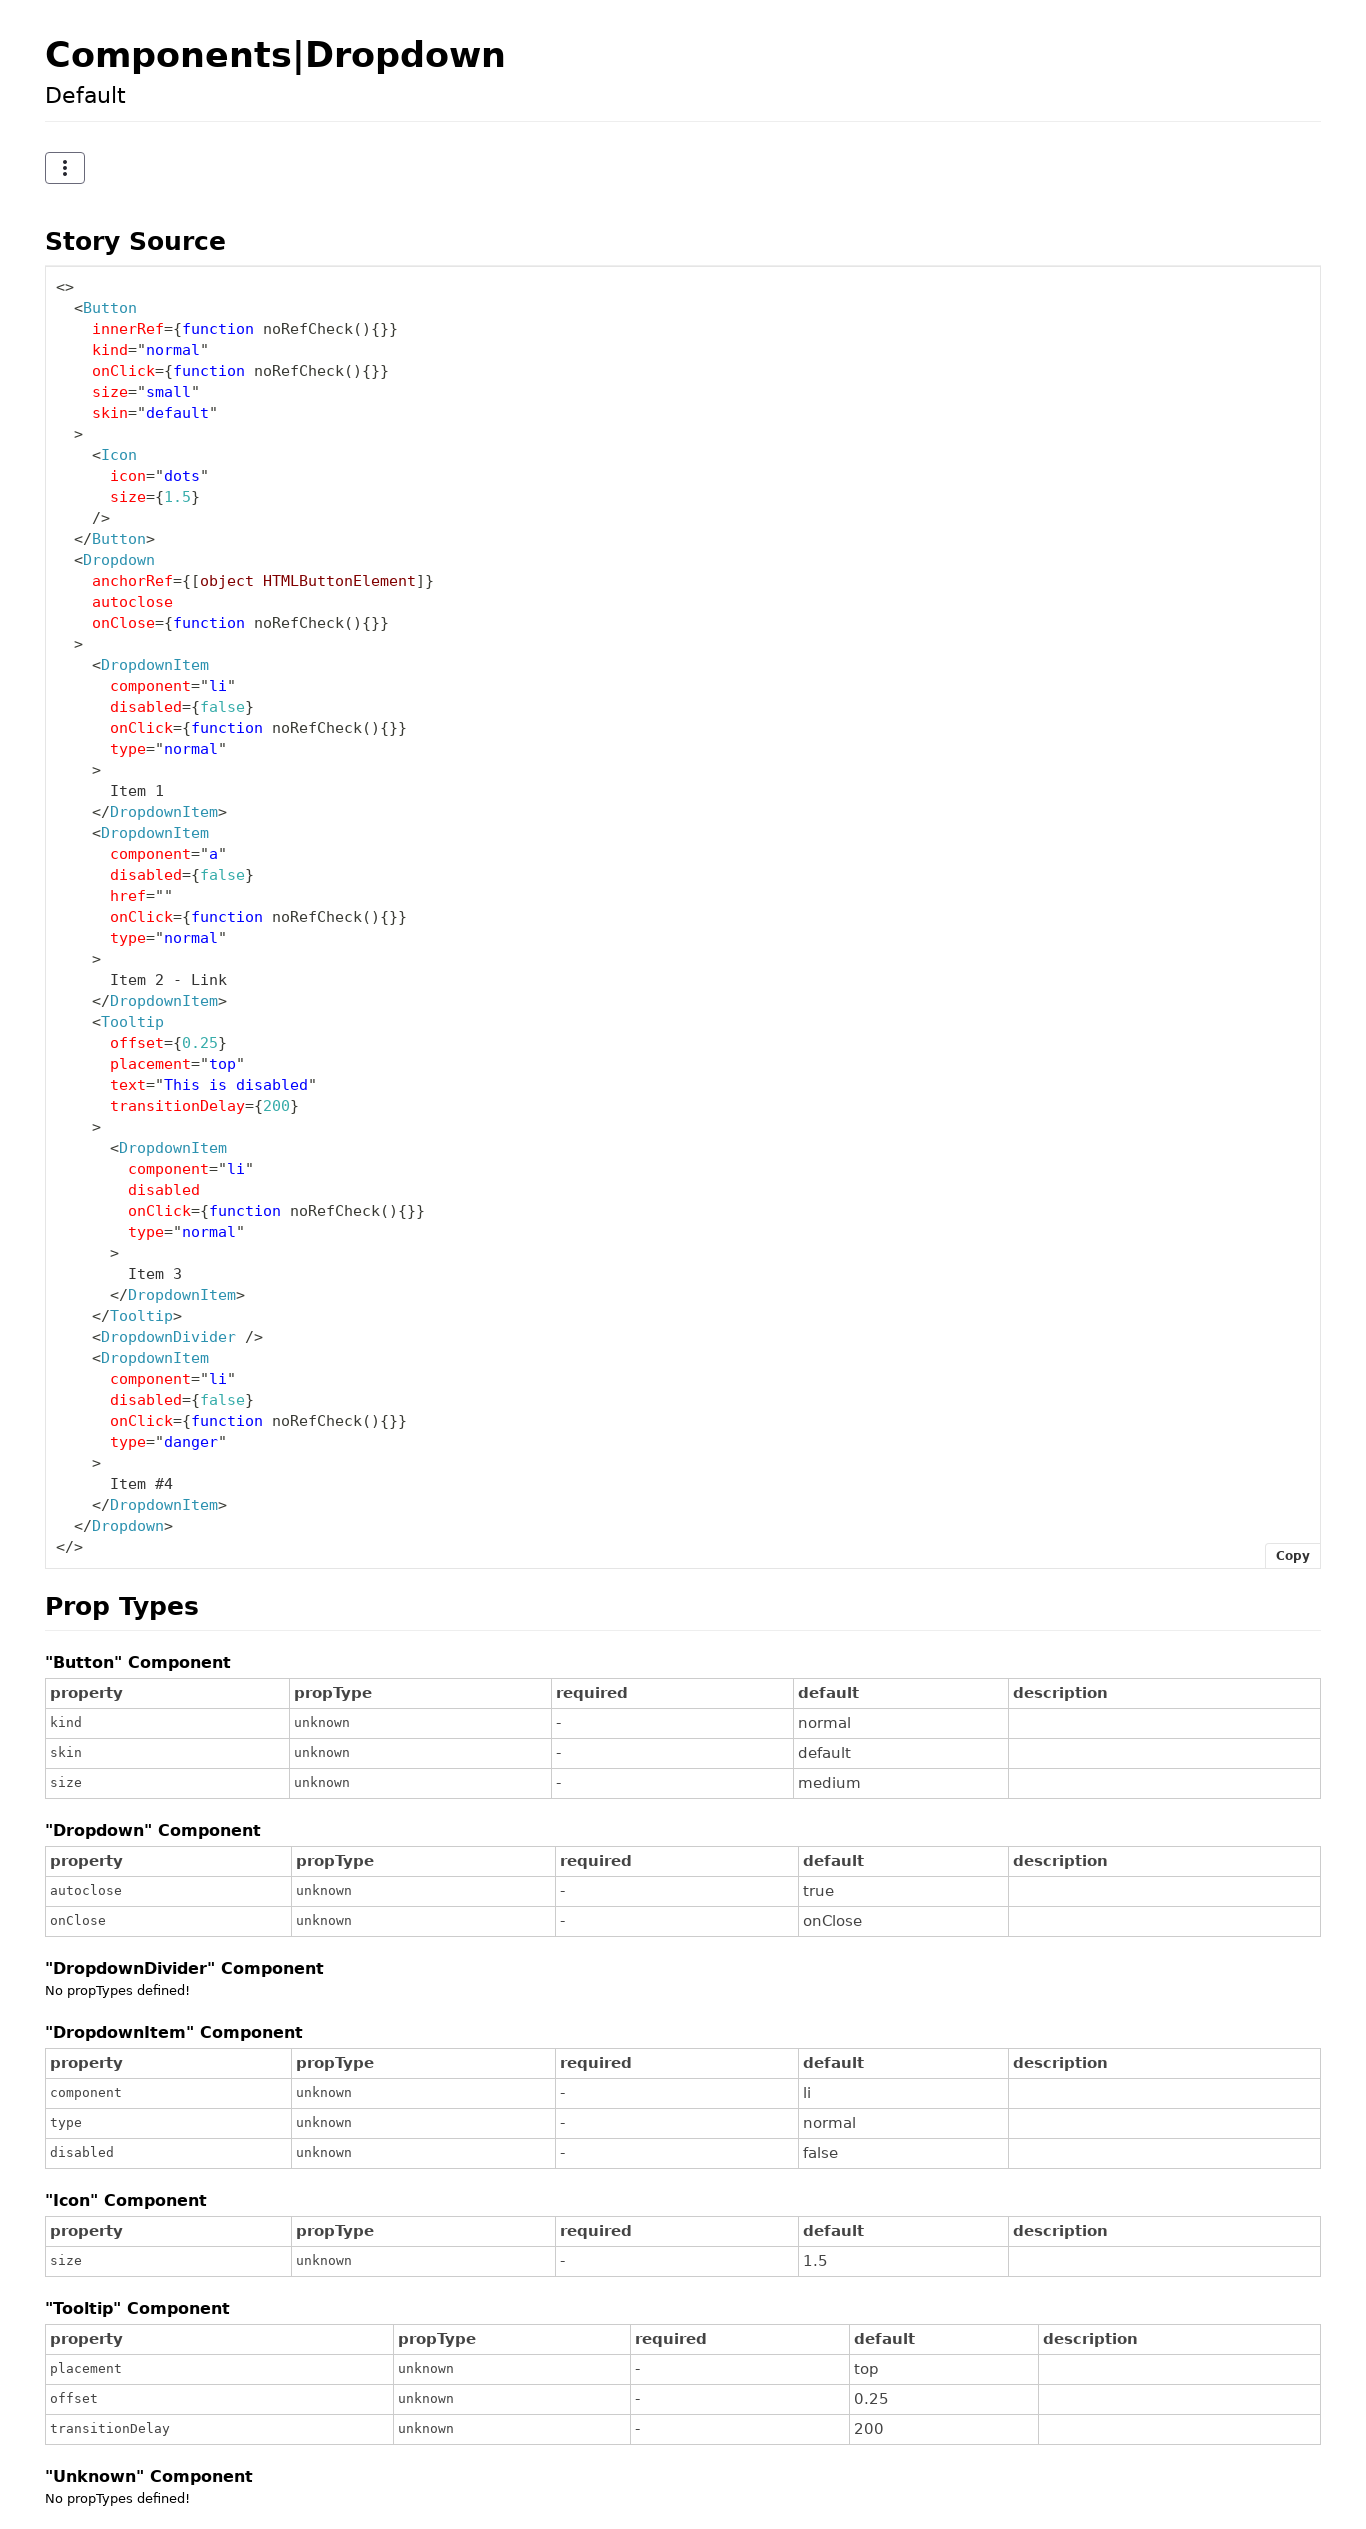 Components|Dropdown
Default
Story Source
<>
  <Button
    innerRef={function noRefCheck(){}}
    kind="normal"
    onClick={function noRefCheck(){}}
    size="small"
    skin="default"
  >
    <Icon
      icon="dots"
      size={1.5}
    />
  </Button>
  <Dropdown
    anchorRef={[object HTMLButtonElement]}
    autoclose
    onClose={function noRefCheck(){}}
  >
    <DropdownItem
      component="li"
      disabled={false}
      onClick={function noRefCheck(){}}
      type="normal"
    >
      Item 1
    </DropdownItem>
    <DropdownItem
      component="a"
      disabled={false}
      href=""
      onClick={function noRefCheck(){}}
      type="normal"
    >
      Item 2 - Link
    </DropdownItem>
    <Tooltip
      offset={0.25}
      placement="top"
      text="This is disabled"
      transitionDelay={200}
    >
      <DropdownItem
        component="li"
        disabled
        onClick={function noRefCheck(){}}
        type="normal"
      >
        Item 3
      </DropdownItem>
    </Tooltip>
    <DropdownDivider />
    <DropdownItem
      component="li"
      disabled={false}
      onClick={function noRefCheck(){}}
      type="danger"
    >
      Item #4
    </DropdownItem>
  </Dropdown>
</>
Copy
Prop Types
"Button" Component
property propType required default description
kind unknown - normal
skin unknown - default
size unknown - medium
"Dropdown" Component
property propType required default description
autoclose unknown - true
onClose unknown - onClose
"DropdownDivider" Component
No propTypes defined!
"DropdownItem" Component
property propType required default description
component unknown - li
type unknown - normal
disabled unknown - false
"Icon" Component
property propType required default description
size unknown - 1.5
"Tooltip" Component
property propType required default description
placement unknown - top
offset unknown - 0.25
transitionDelay unknown - 200
"Unknown" Component
No propTypes defined!